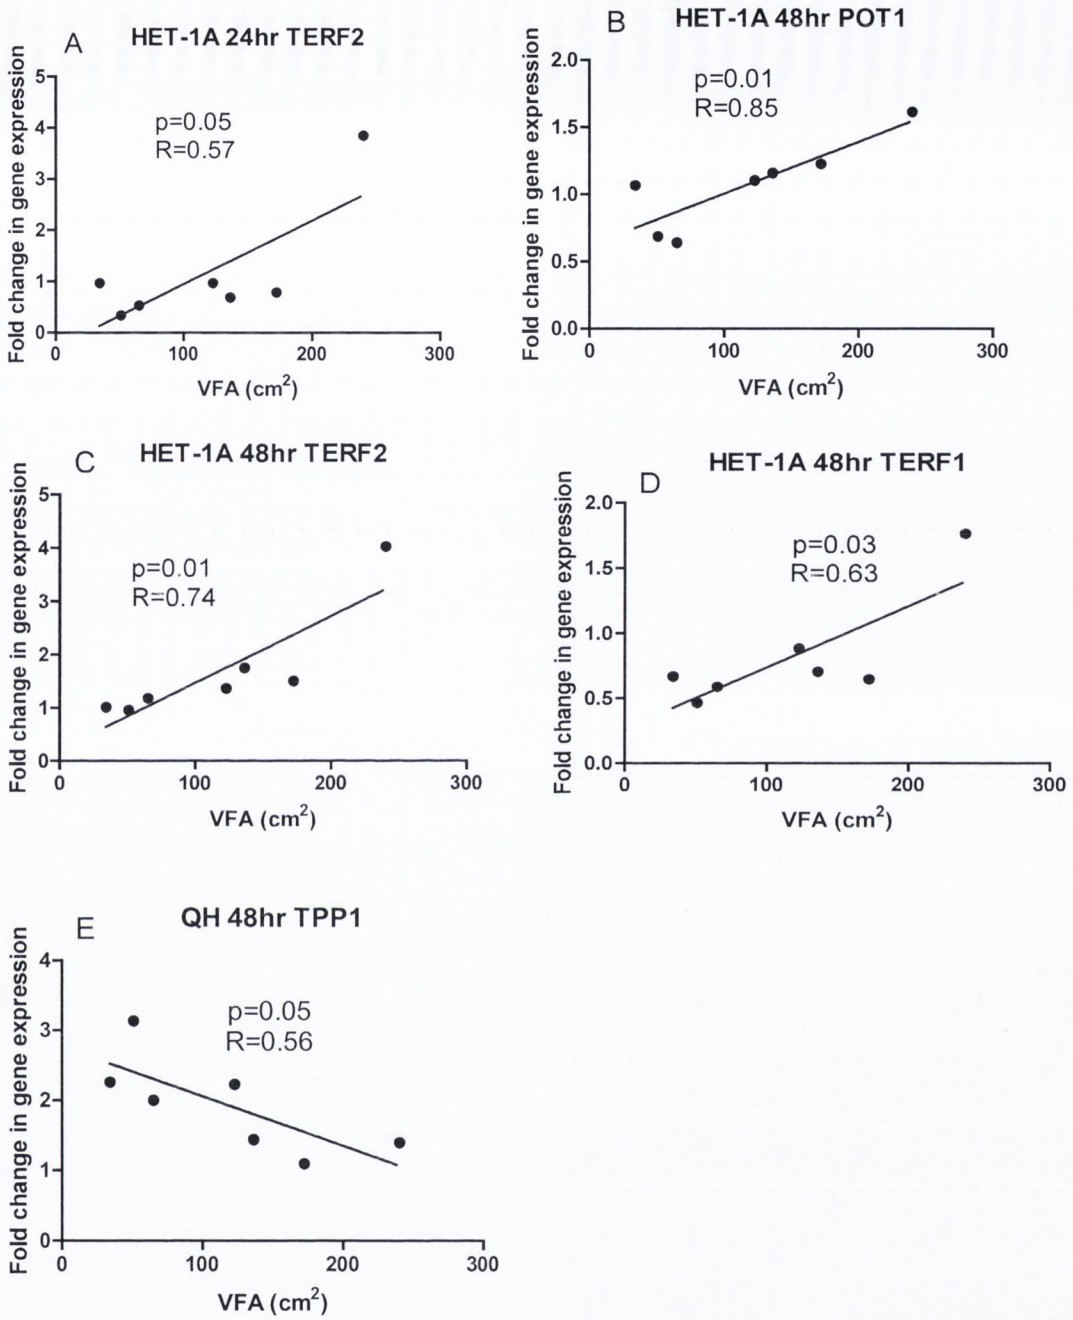 A
HET-1A 24hr TERF2
Fold change in gene expression
5
4
3
2
1
0
p=0.05
R=0.57
0
100
200
300
VFA (cm²)
B
HET-1A 48hr POT1
Fold change in gene expression
2.0
1.5
1.0
0.5
0.0
p=0.01
R=0.85
0
100
200
300
VFA (cm²)
C
HET-1A 48hr TERF2
Fold change in gene expression
5
4
3
2
1
0
p=0.01
R=0.74
0
100
200
300
VFA (cm²)
D
HET-1A 48hr TERF1
Fold change in gene expression
2.0
1.5
1.0
0.5
0.0
p=0.03
R=0.63
0
100
200
300
VFA (cm²)
E
QH 48hr TPP1
Fold change in gene expression
4
3
2
1
0
p=0.05
R=0.56
0
100
200
300
VFA (cm²)